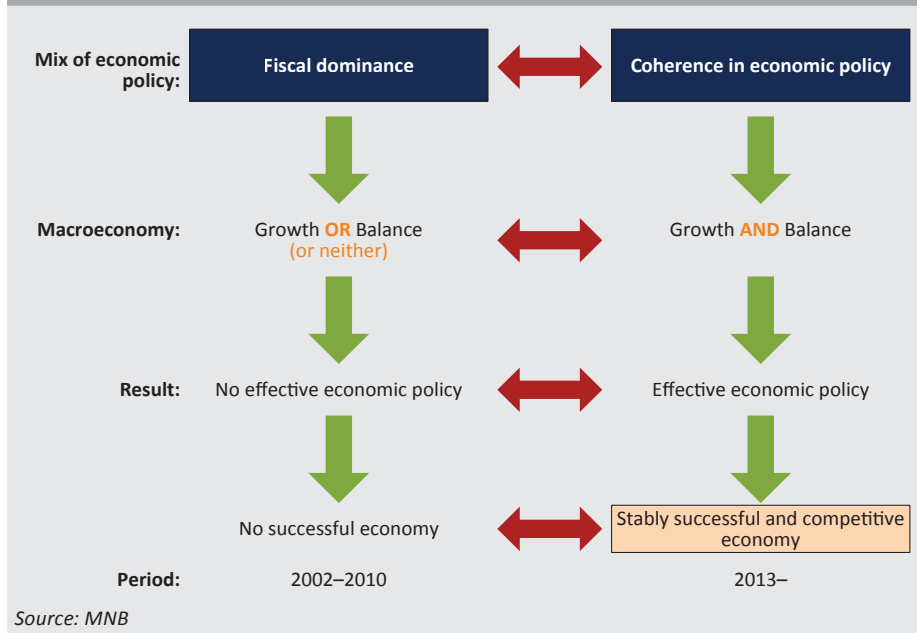 Mix of economic
policy:
Fiscal dominance
Coherence in economic policy
Macroeconomy:
Growth OR Balance
(or neither)
Growth AND Balance
Result:
No effective economic policy
Effective economic policy
No successful economy
Stably successful and competitive
economy
Period:
2002–2010
2013–
Source: MNB